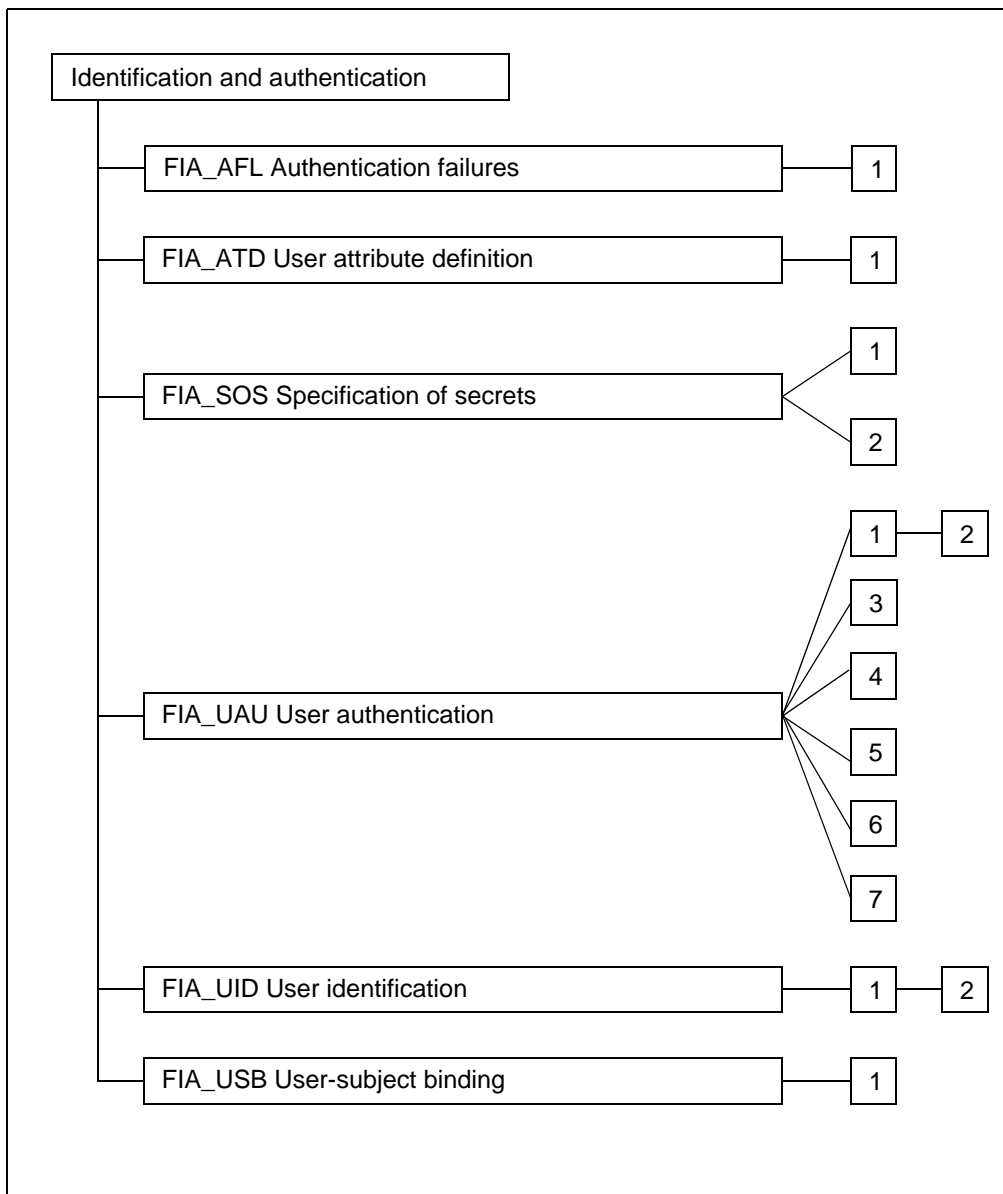 Identification and authentication
FIA_AFL Authentication failures 1
FIA_ATD User attribute definition 1
1
FIA_SOS Specification of secrets
2
1 2
3
4
FIA_UAU User authentication
5
6
7
FIA_UID User identification 1 2
FIA_USB User-subject binding 1